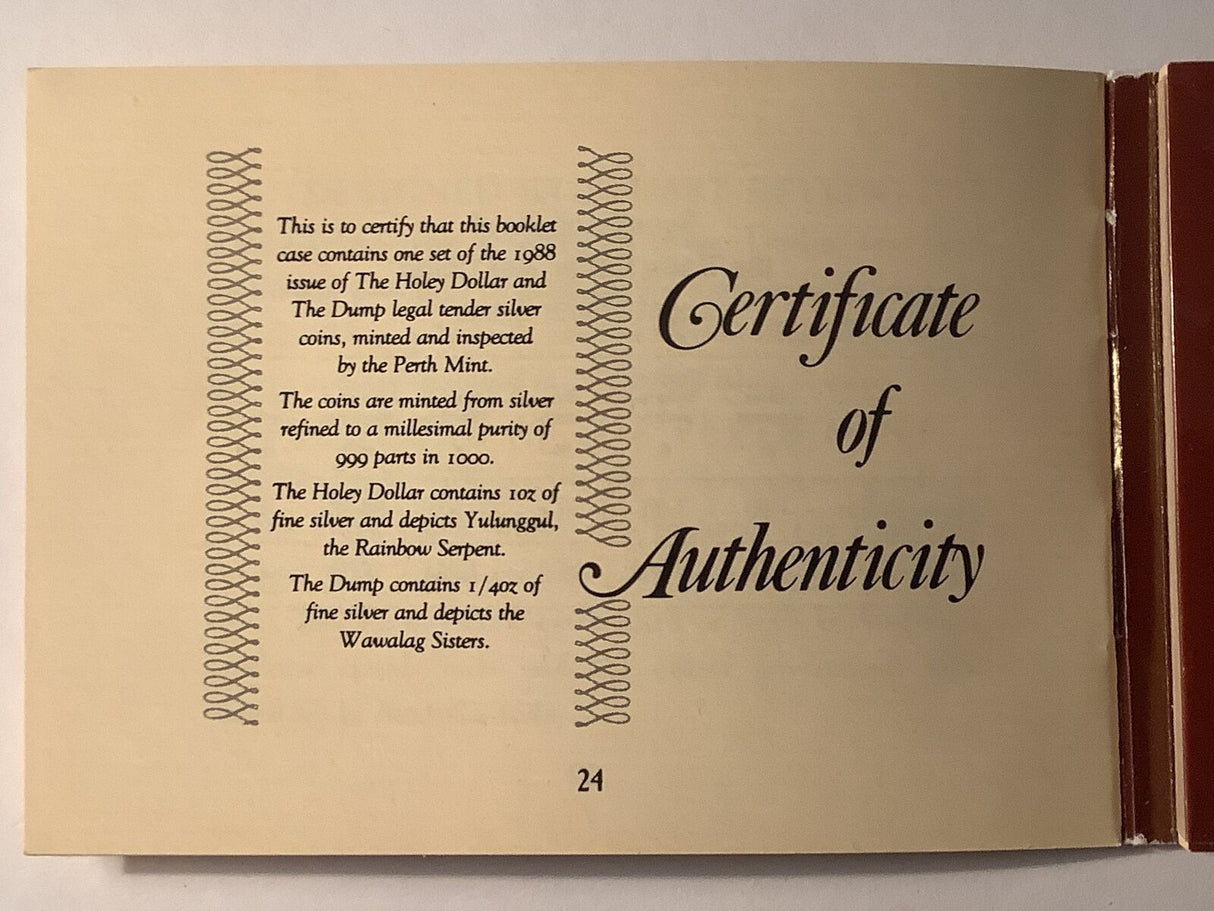 This is to certify that this booklet
case contains one set of the 1988
issue of The Holey Dollar and
The Dump legal tender silver
coins, minted and inspected
by the Perth Mint.
The coins are minted from silver
refined to a millesimal purity of
999 parts in 1000.
The Holey Dollar contains 1oz of
fine silver and depicts Yulunggul,
the Rainbow Serpent.
The Dump contains 1/4oz of
fine silver and depicts the
Wawalag Sisters.
Certificate
of
Authenticity
24